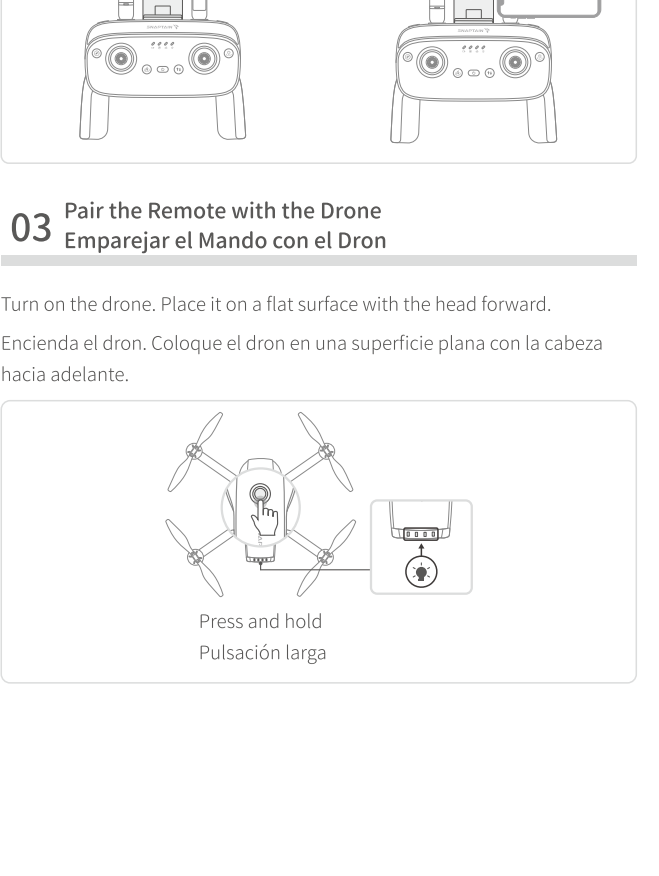 SNAPTAIN
SNAPTAIN
03
Pair the Remote with the Drone
Emparejar el Mando con el Dron
Turn on the drone. Place it on a flat surface with the head forward.
Encienda el dron. Coloque el dron en una superficie plana con la cabeza
hacia adelante.
Press and hold
Pulsación larga